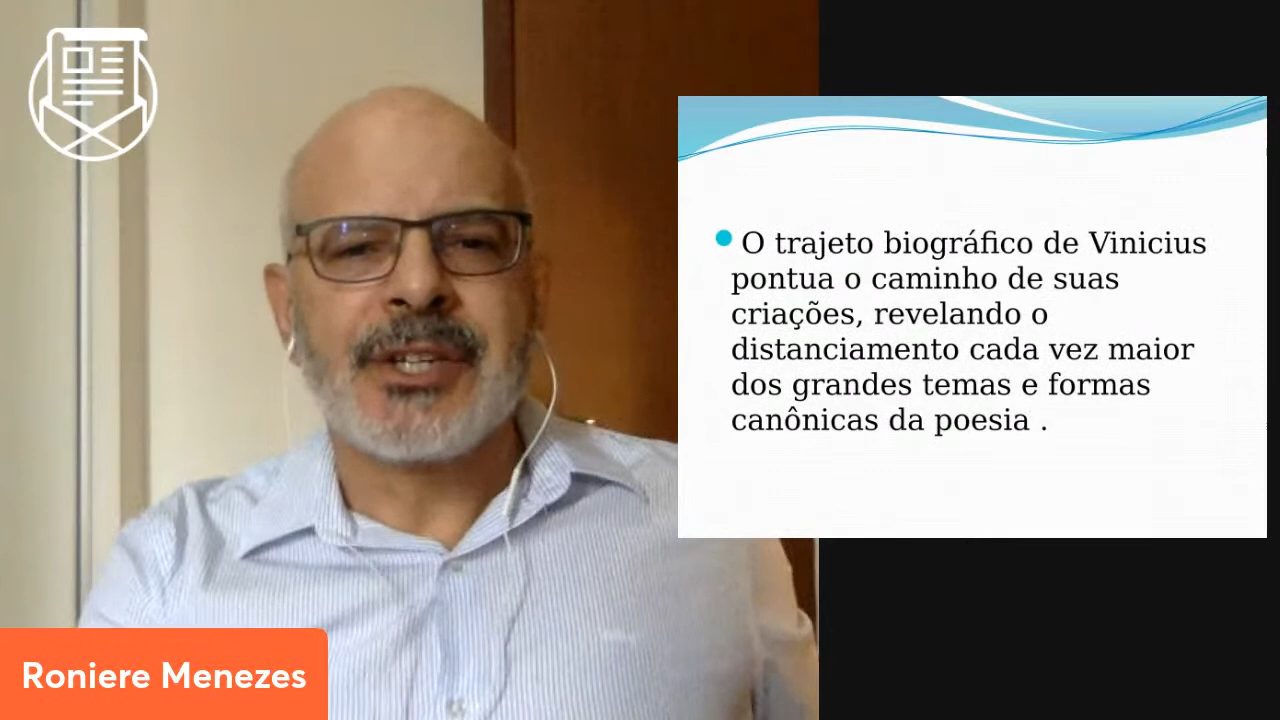 O trajeto biográfico de Vinicius
pontua o caminho de suas
criações, revelando o
distanciamento cada vez maior
dos grandes temas e formas
canônicas da poesia .
Roniere Menezes